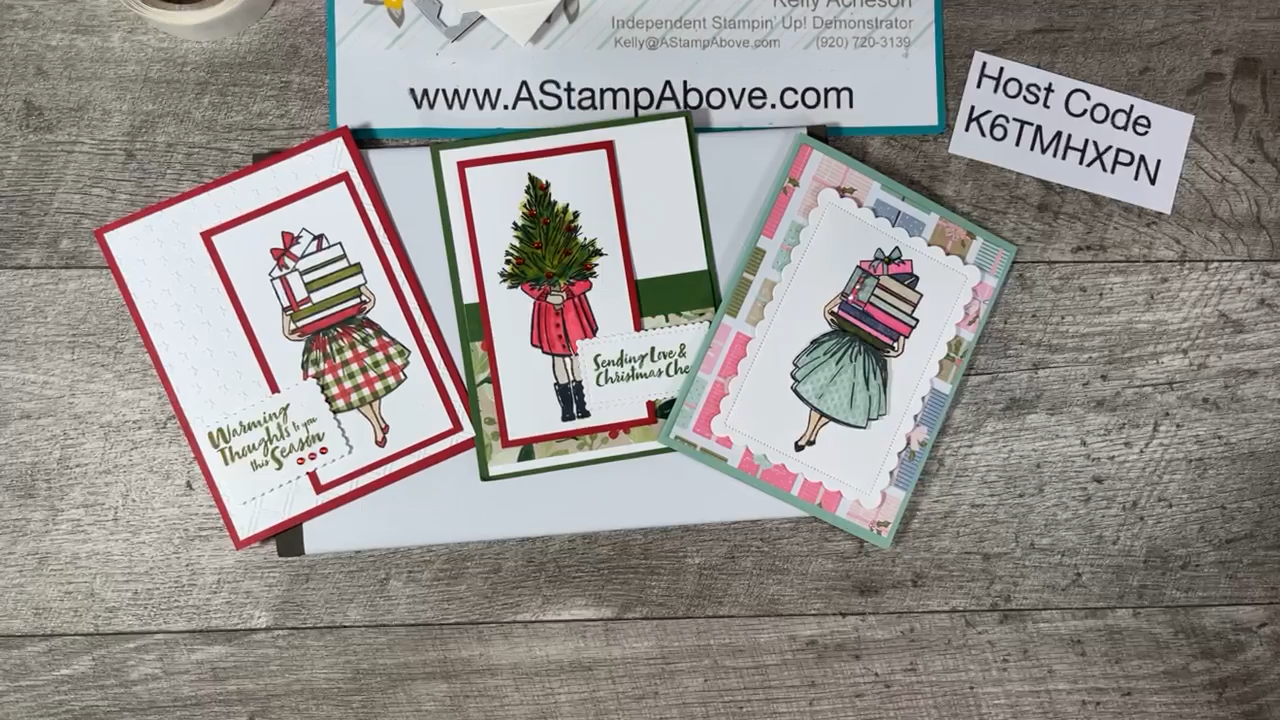 Kelly Acheson
Independent Stampin' Up! Demonstrator
Kelly@AStampAbove.com (920) 720-3139
www.AStampAbove.com
Host Code
K6TMHXPN
Warming
Thoughts to you
this Season
Sending Love &
Christmas Che